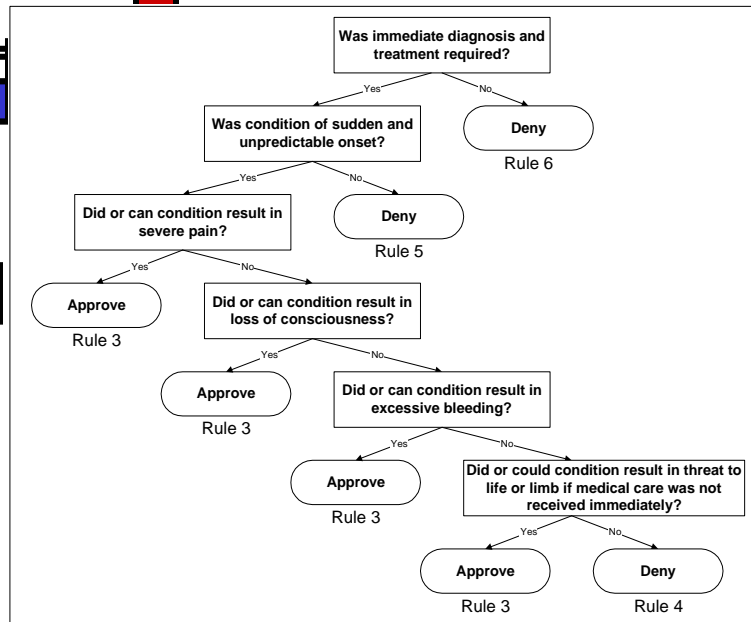 Was immediate diagnosis and
treatment required?
Yes
No
Was condition of sudden and
unpredictable onset?
Deny
Rule 6
Yes
No
Did or can condition result in
severe pain?
Deny
Rule 5
Yes
No
Approve
Rule 3
Did or can condition result in
loss of consciousness?
Yes
No
Approve
Rule 3
Did or can condition result in
excessive bleeding?
Yes
No
Approve
Rule 3
Did or could condition result in threat to
life or limb if medical care was not
received immediately?
Yes
No
Approve
Rule 3
Deny
Rule 4